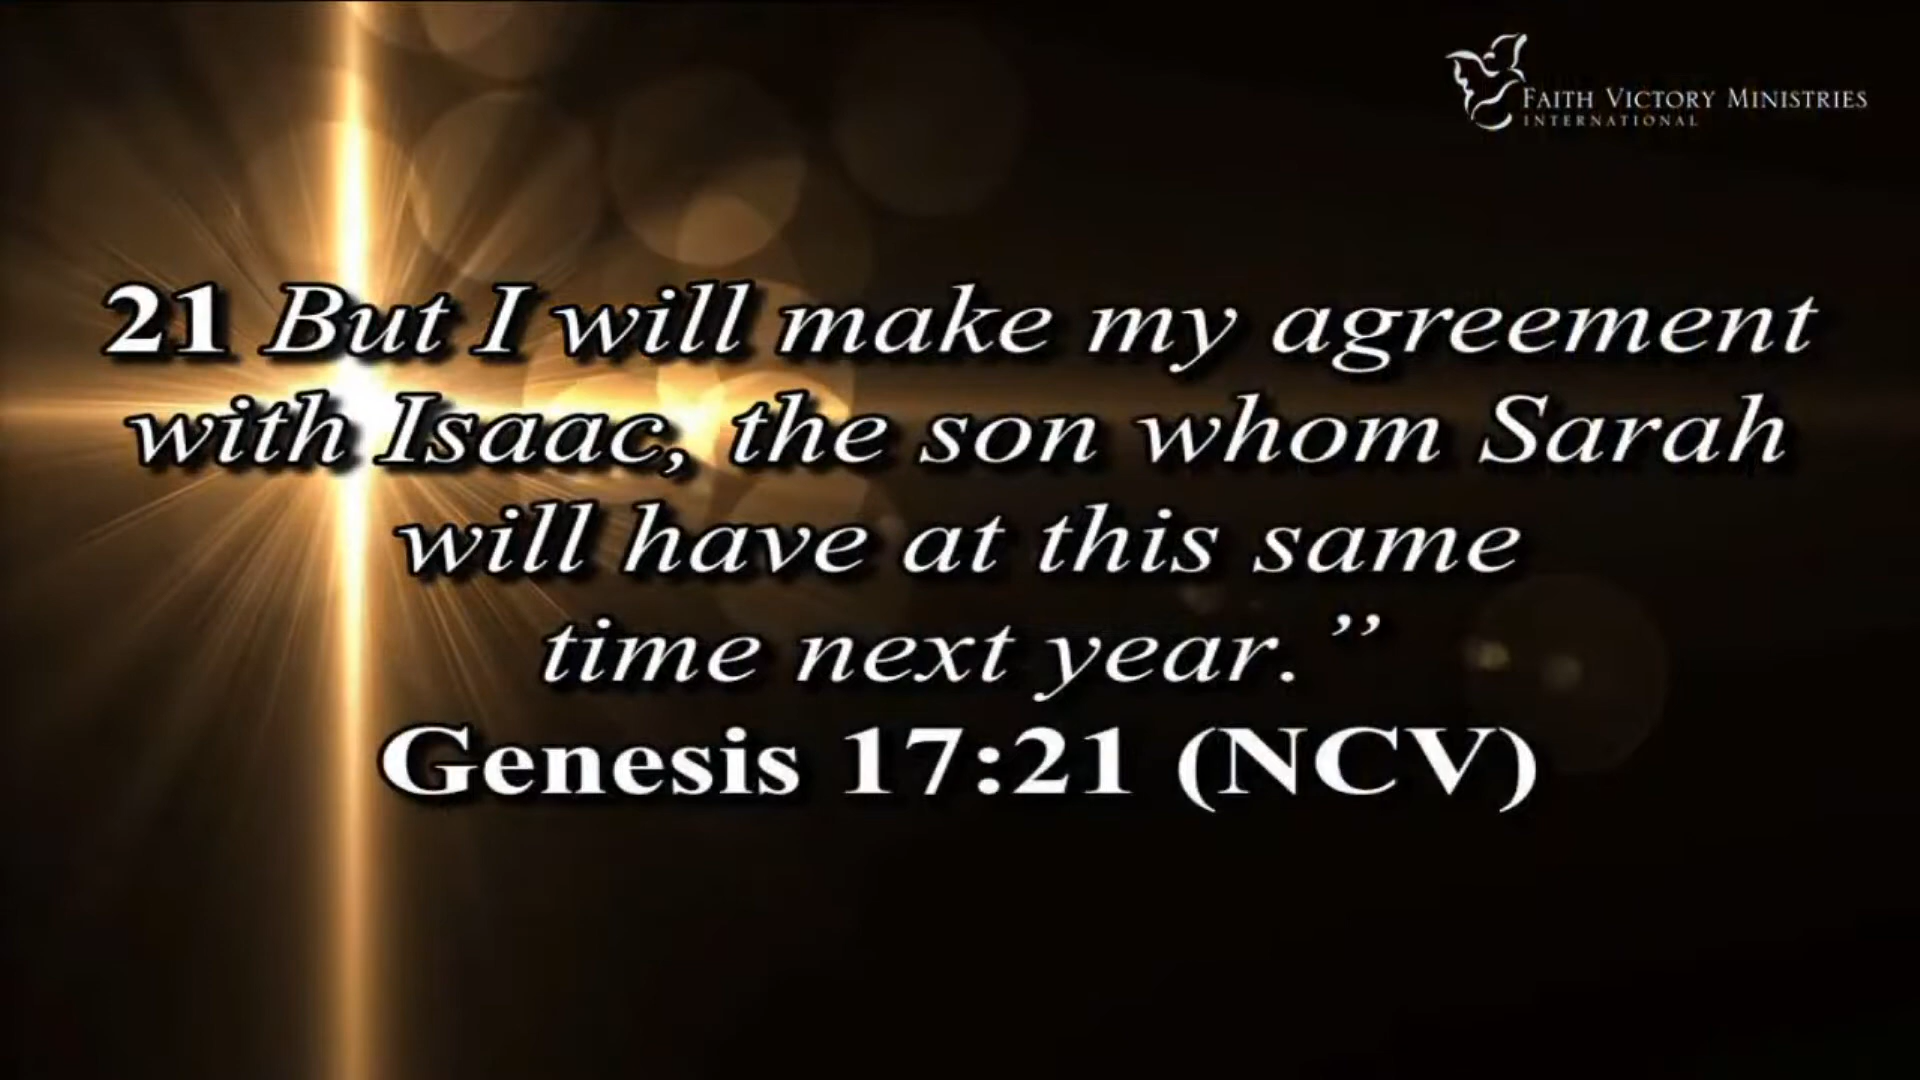 FAITH VICTORY MINISTRIES
INTERNATIONAL
21 But I will make my agreement
with Isaac, the son whom Sarah
will have at this same
time next year.”
Genesis 17:21 (NCV)